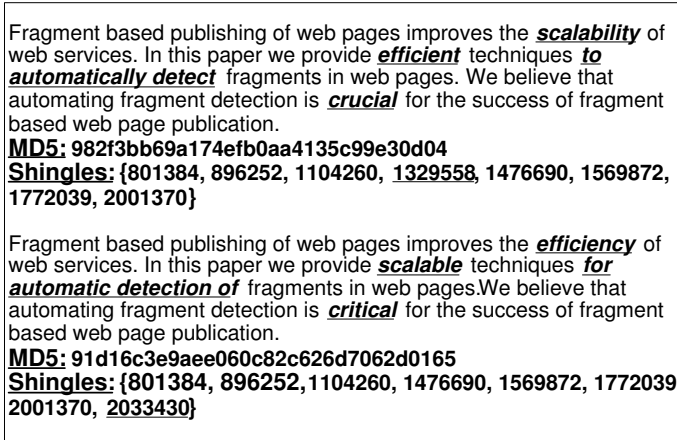 Fragment based publishing of web pages improves the scalability of
web services. In this paper we provide efficient techniques to
automatically detect fragments in web pages. We believe that
automating fragment detection is crucial for the success of fragment
based web page publication.
MD5: 982f3bb69a174efb0aa4135c99e30d04
Shingles: {801384, 896252, 1104260, 1329558, 1476690, 1569872,
1772039, 2001370}
Fragment based publishing of web pages improves the efficiency of
web services. In this paper we provide scalable techniques for
automatic detection of fragments in web pages.We believe that
automating fragment detection is critical for the success of fragment
based web page publication.
MD5: 91d16c3e9aee060c82c626d7062d0165
Shingles: {801384, 896252,1104260, 1476690, 1569872, 1772039
2001370, 2033430}